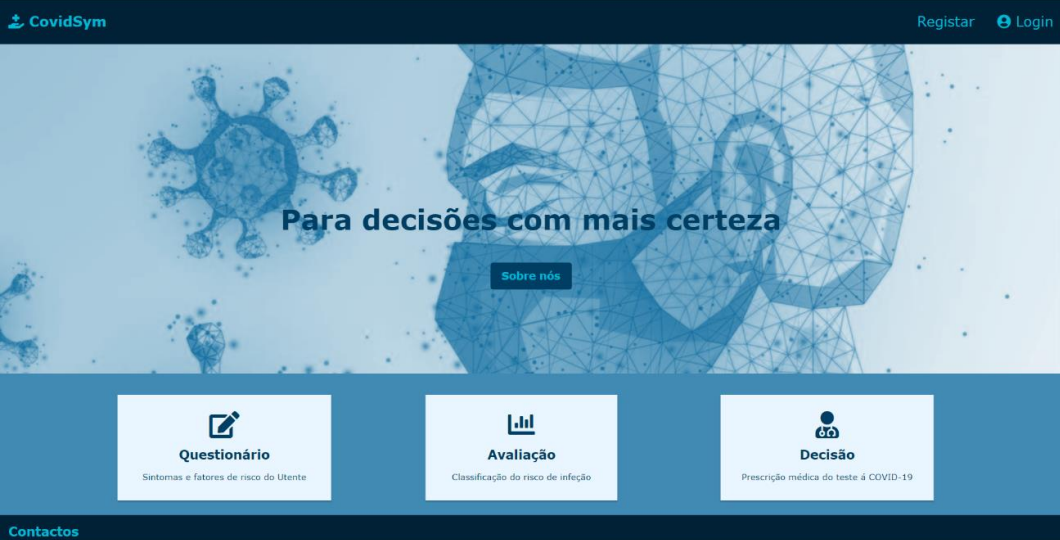 CovidSym
Registar
Login
Para decisões com mais certeza
Sobre nós
Questionário
Sintomas e fatores de risco do Utente
Avaliação
Classificação do risco de infeção
Decisão
Prescrição médica do teste á COVID-19
Contactos